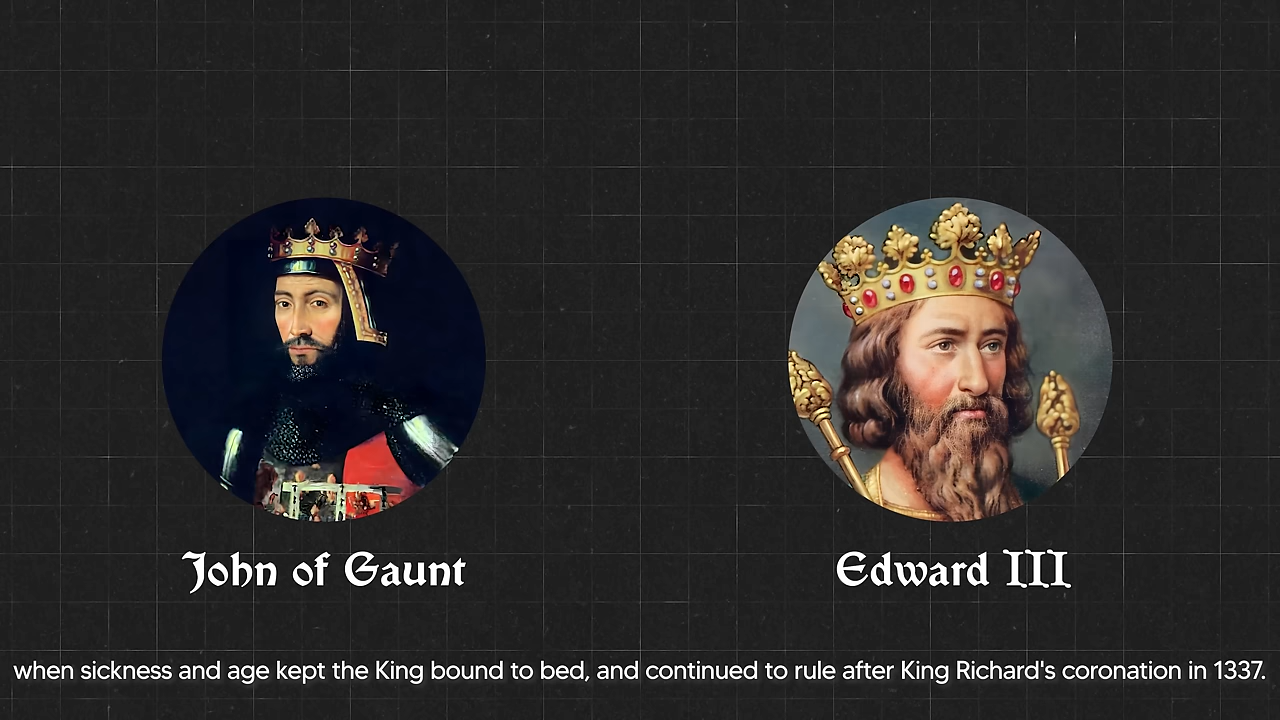 John of Gaunt
Edward III
when sickness and age kept the King bound to bed, and continued to rule after King Richard's coronation in 1337.